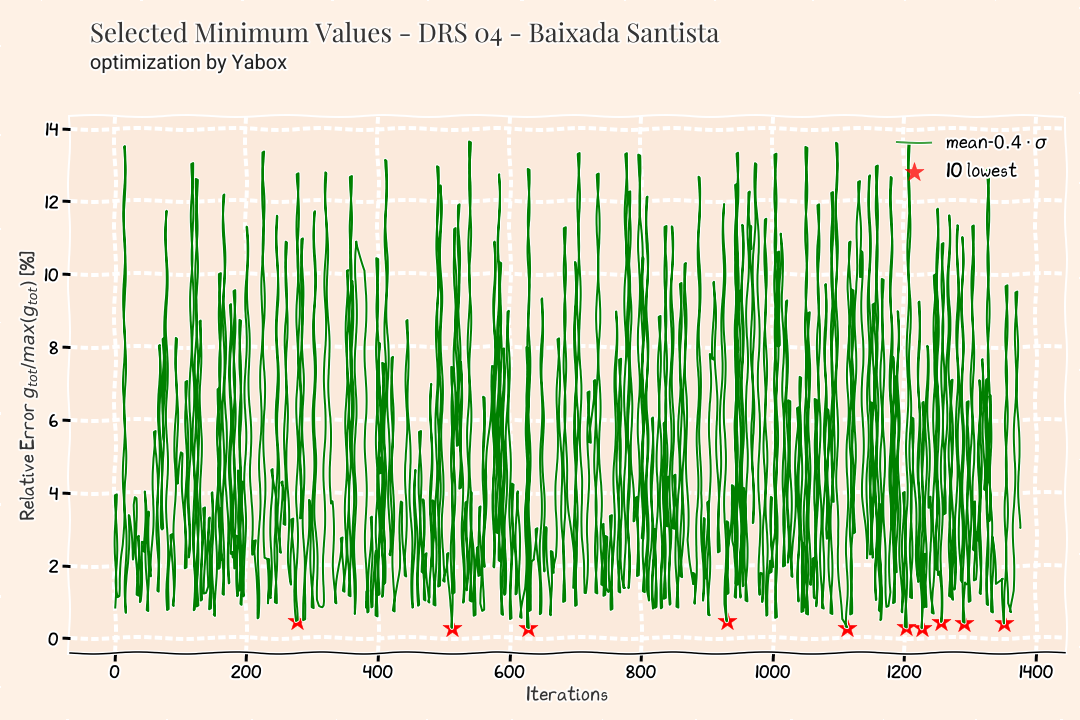 Selected Minimum Values - DRS 04 - Baixada Santista
optimization by Yabox
mean-0.4 · σ
10 lowest
Relative Error g_tot/max(g_tot) [%]
14
12
10
8
6
4
2
0
0 200 400 600 800 1000 1200 1400
Iterations